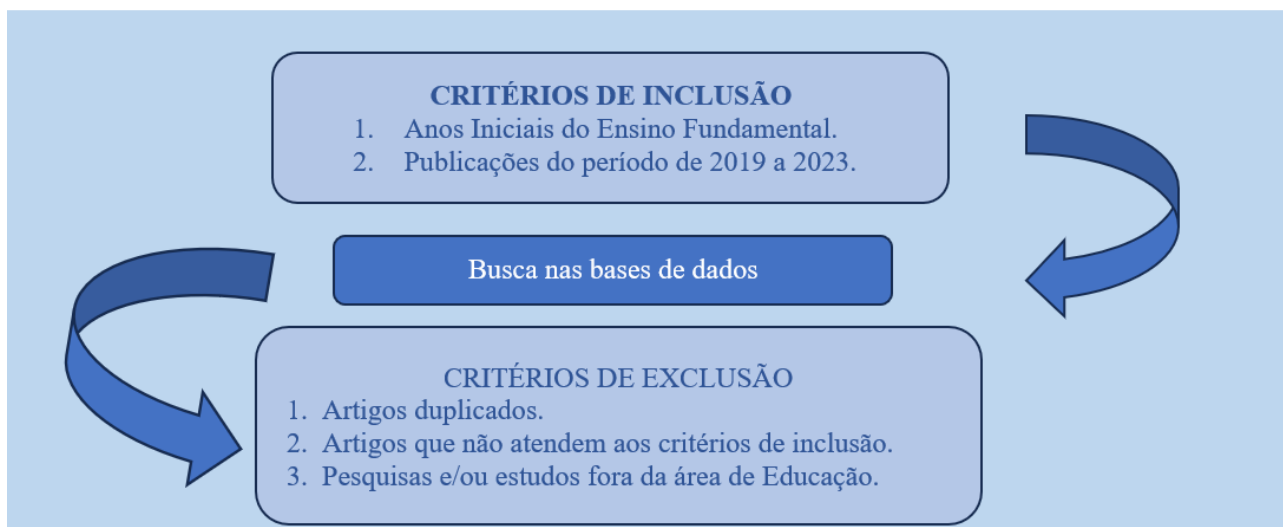 CRITÉRIOS DE INCLUSÃO
1. Anos Iniciais do Ensino Fundamental.
2. Publicações do período de 2019 a 2023.
Busca nas bases de dados
CRITÉRIOS DE EXCLUSÃO
1. Artigos duplicados.
2. Artigos que não atendem aos critérios de inclusão.
3. Pesquisas e/ou estudos fora da área de Educação.